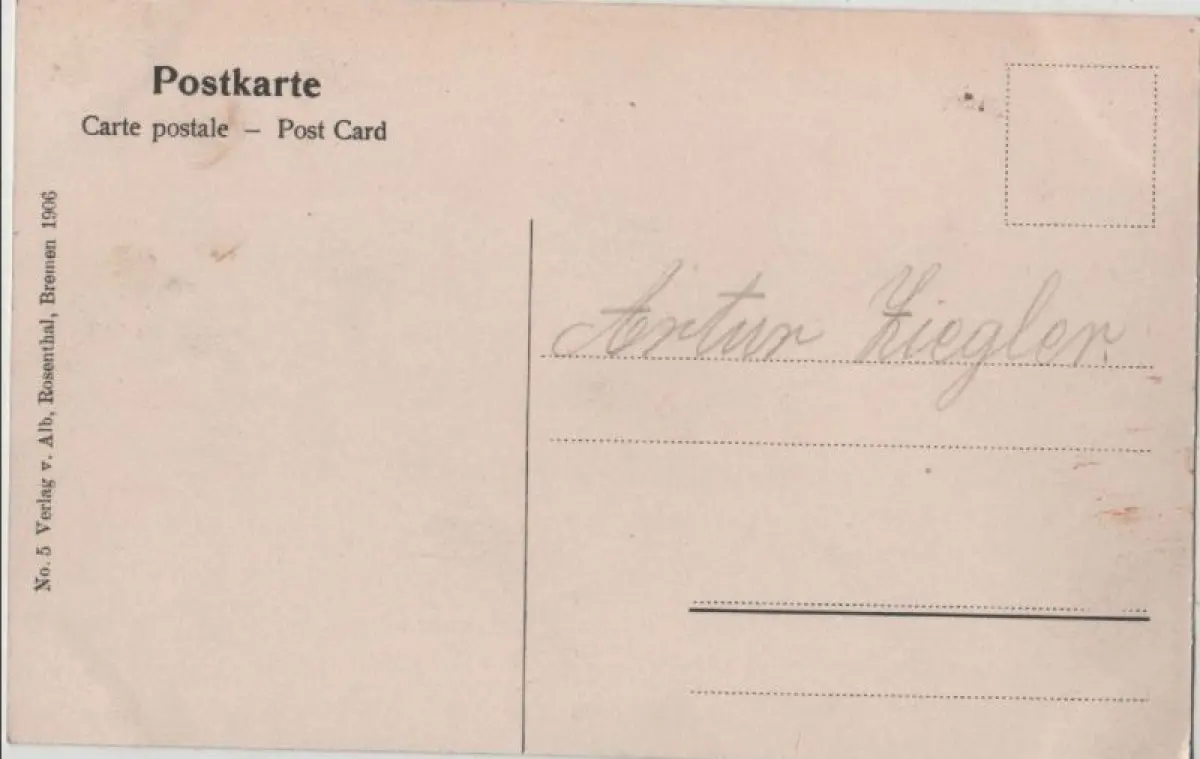 Postkarte
Carte postale – Post Card
No. 5 Verlag v. Alb, Rosenthal, Bremen 1906
Artur Ziegler